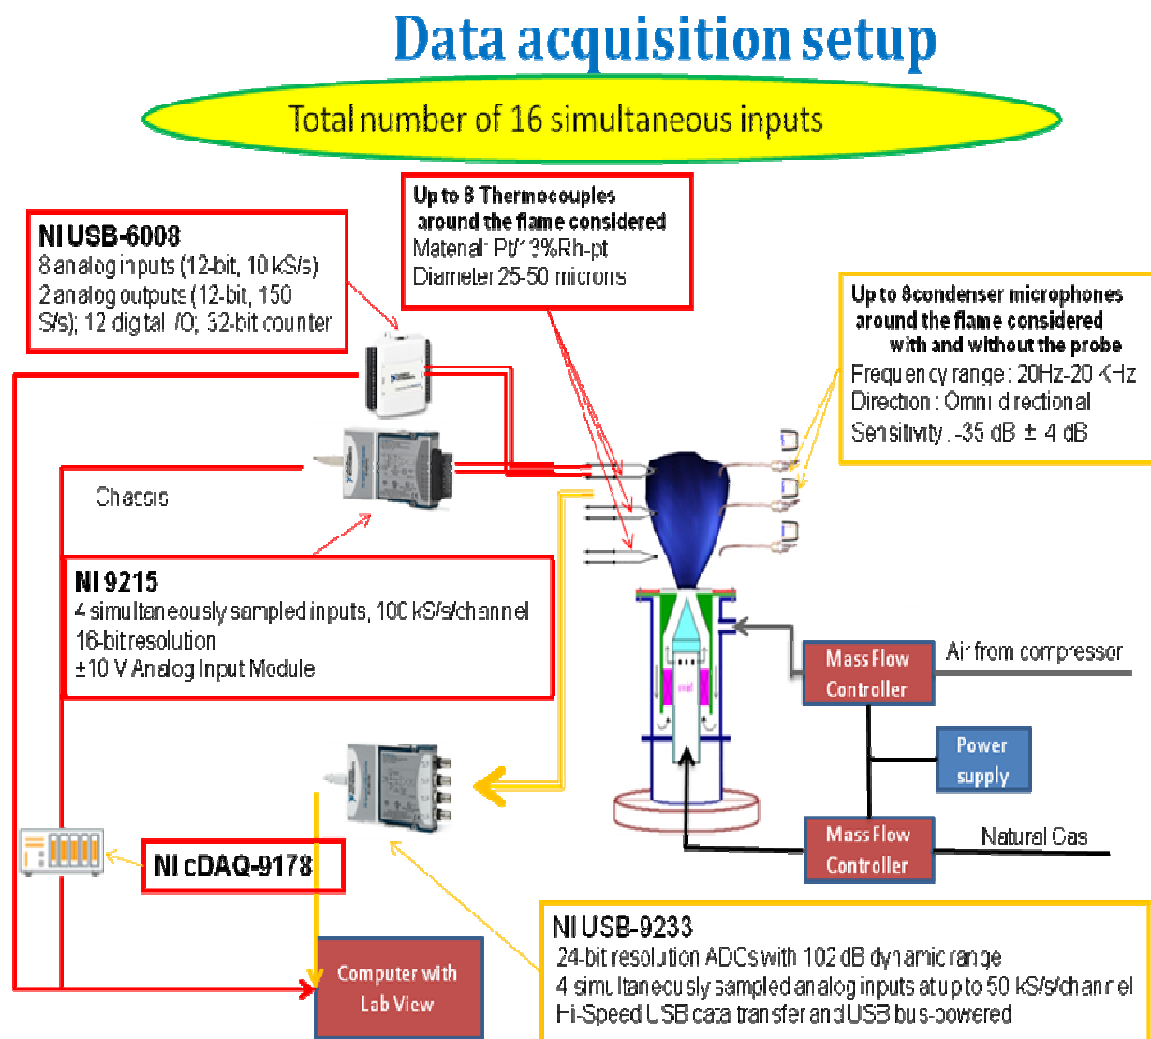 Data acquisition setup
Total number of 16 simultaneous inputs
Up to 8 Thermocouples
around the flame considered
Material: Pt/13%Rh-pt
Diameter 25-50 microns
NI USB-6008
8 analog inputs (12-bit, 10 kS/s)
2 analog outputs (12-bit, 150
S/s); 12 digital I/O; 32-bit counter
Up to 8condenser microphones
around the flame considered
with and without the probe
Frequency range : 20Hz-20 KHz
Direction : Omni directional
Sensitivity : -35 dB ± 4 dB
Chassis
NI 9215
4 simultaneously sampled inputs, 100 kS/s/channel
16-bit resolution
±10 V Analog Input Module
Mass Flow
Controller
Air from compressor
Power
supply
Mass Flow
Controller
Natural Gas
NI cDAQ-9178
Computer with
Lab View
NI USB-9233
24-bit resolution ADCs with 102 dB dynamic range
4 simultaneously sampled analog inputs at up to 50 kS/s/channel
Hi-Speed USB data transfer and USB bus-powered